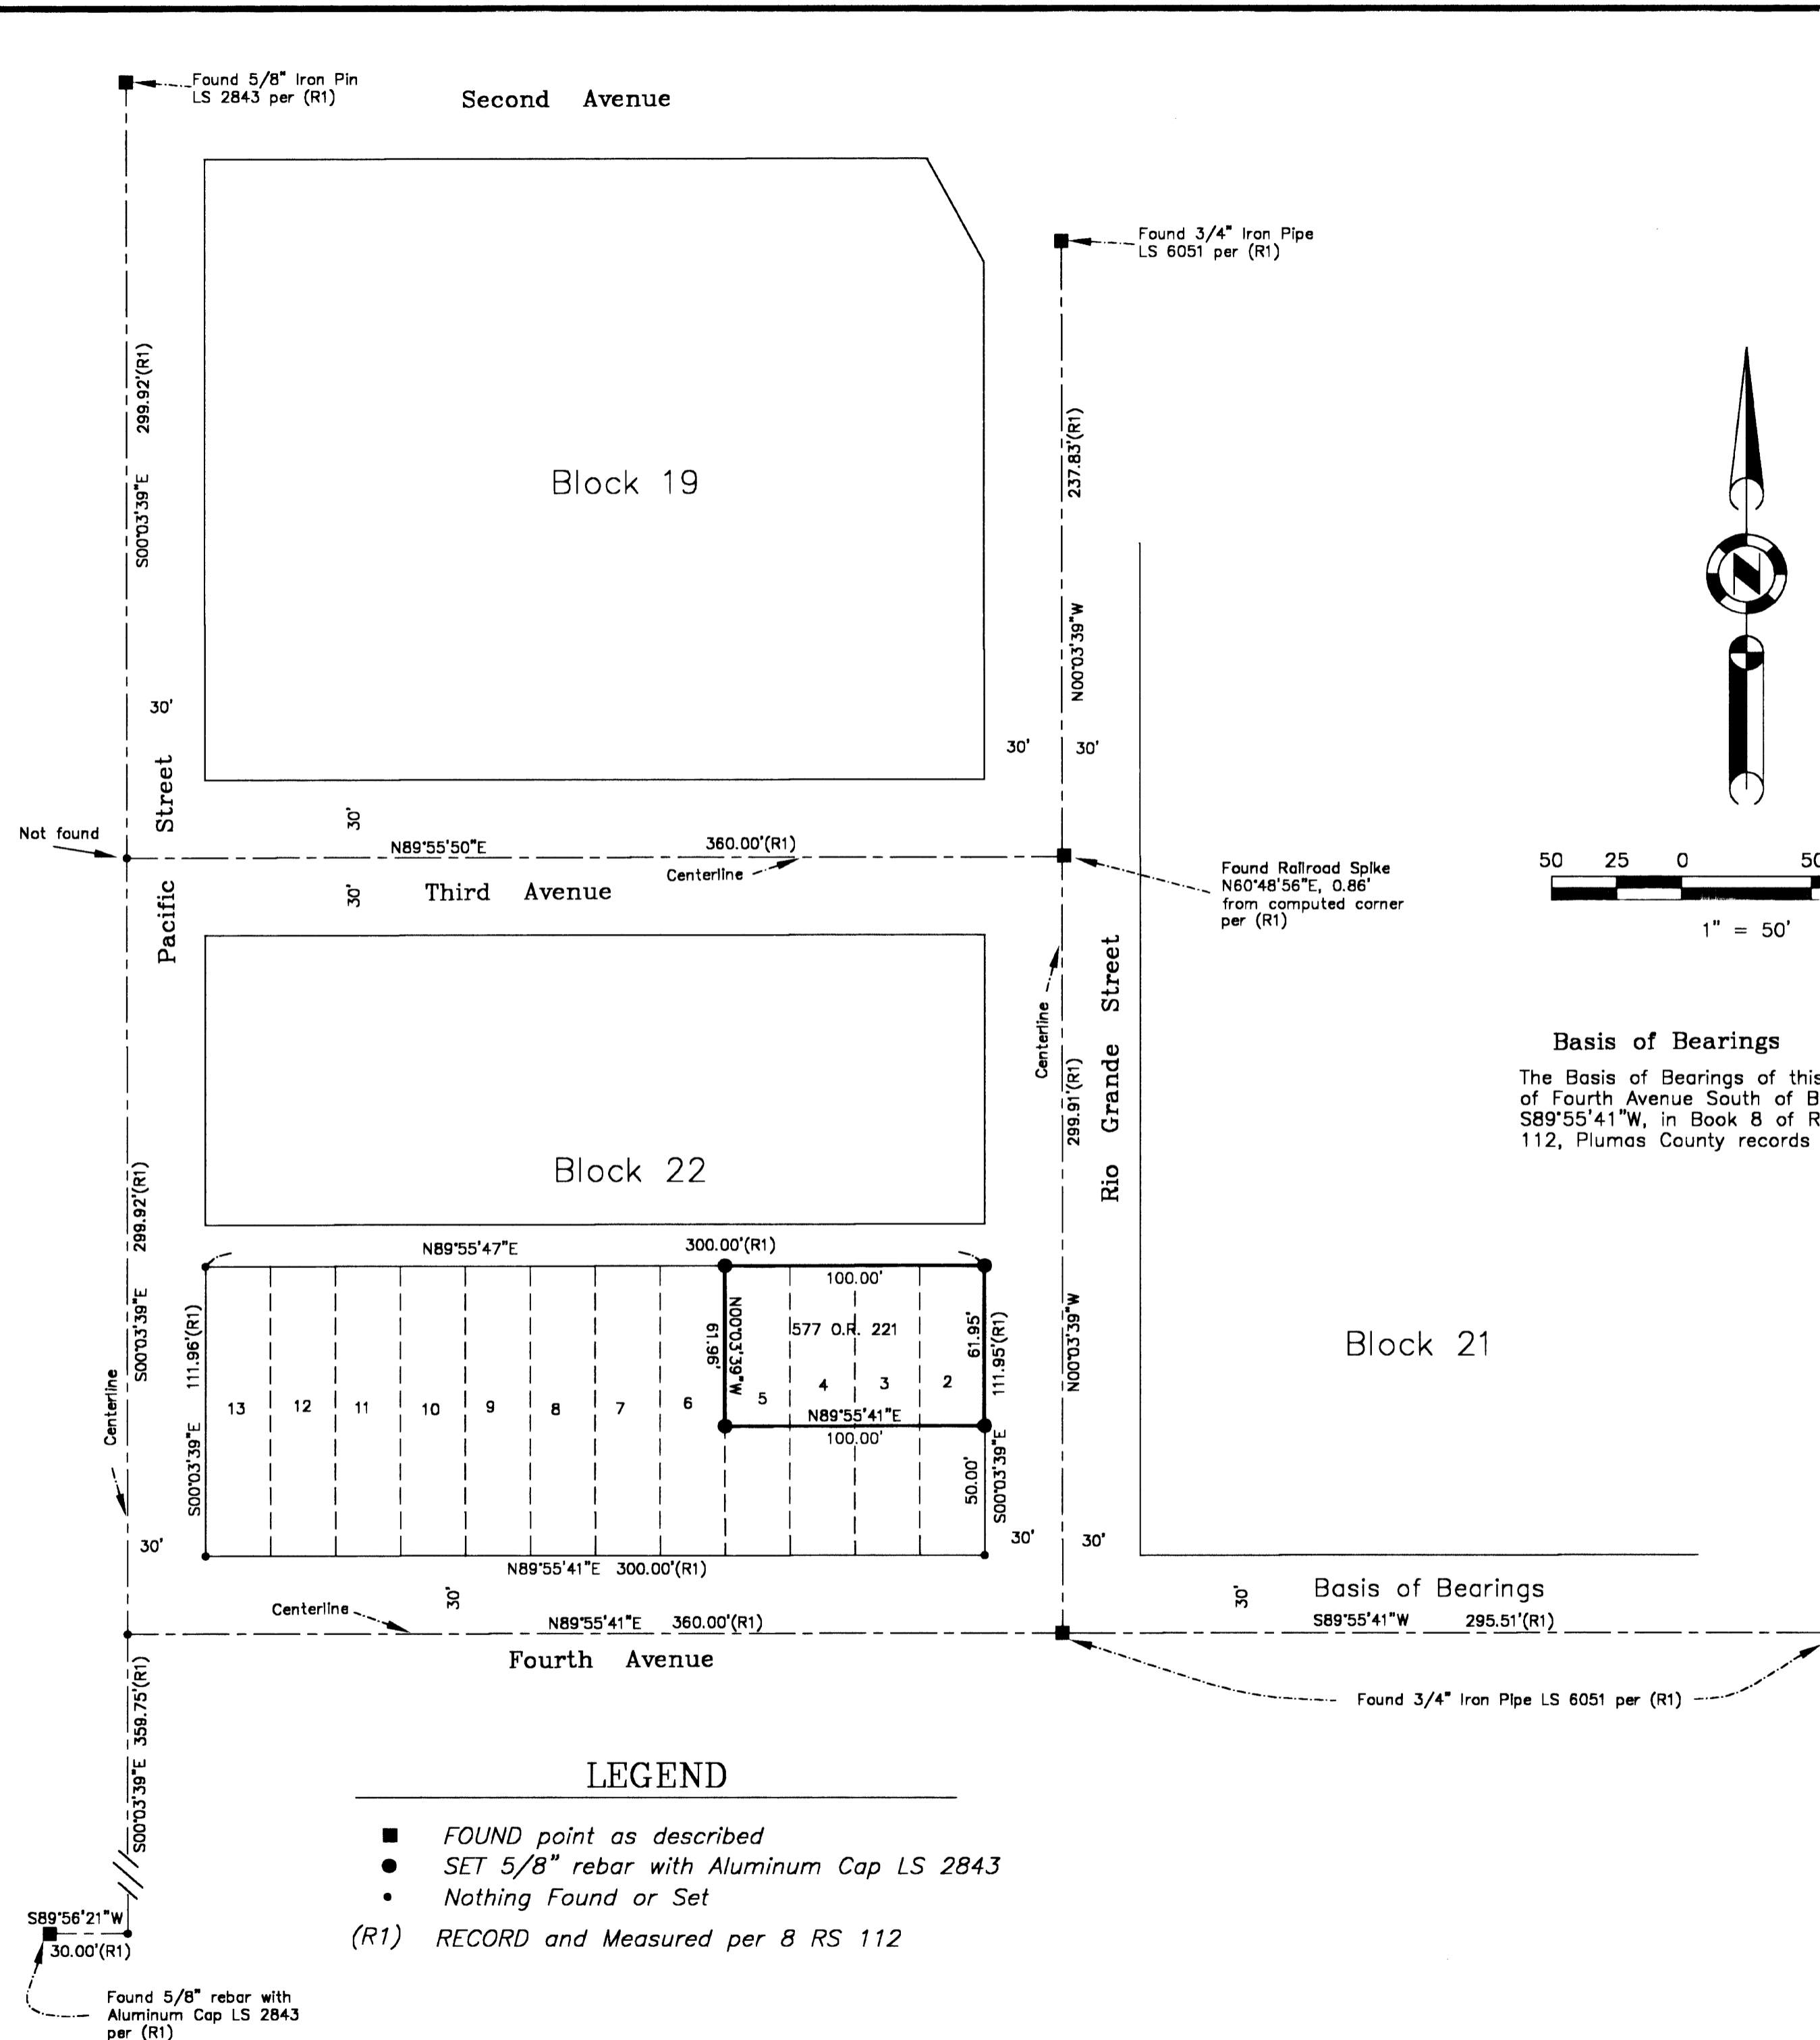 Found 5/8" Iron Pin
LS 2843 per (R1)
Second Avenue
Found 3/4" Iron Pipe
LS 6051 per (R1)
299.92'(R1)
S00°03'39"E
Block 19
237.83'(R1)
N00°03'39"W
N
30'
30'
30'
Pacific Street
30'
Not found
N89°55'50"E
360.00'(R1)
Centerline
30'
Third Avenue
Found Railroad Spike
N60°48'56"E, 0.86'
from computed corner
per (R1)
50 25 0 50
1" = 50'
Rio Grande Street
Centerline
299.91'(R1)
N00°03'39"W
Basis of Bearings
The Basis of Bearings of this
of Fourth Avenue South of B
S89°55'41"W, in Book 8 of R
112, Plumas County records
Block 22
299.92'(R1)
S00°03'39"E
Centerline
N89°55'47"E
300.00'(R1)
100.00'
111.96'(R1)
S00°03'39"E
61.96'
N00°03'39"W
577 O.R. 221
61.95'
111.95'(R1)
Block 21
13 12 11 10 9 8 7 6 5 4 3 2
N89°55'41"E
100.00'
50.00'
S00°03'39"E
30'
30'
30'
N89°55'41"E 300.00'(R1)
30'
Centerline
N89°55'41"E 360.00'(R1)
Fourth Avenue
30'
Basis of Bearings
S89°55'41"W 295.51'(R1)
Found 3/4" Iron Pipe LS 6051 per (R1)
S00°03'39"E 359.75'(R1)
LEGEND
FOUND point as described
SET 5/8" rebar with Aluminum Cap LS 2843
Nothing Found or Set
(R1) RECORD and Measured per 8 RS 112
S89°56'21"W
30.00'(R1)
Found 5/8" rebar with
Aluminum Cap LS 2843
per (R1)